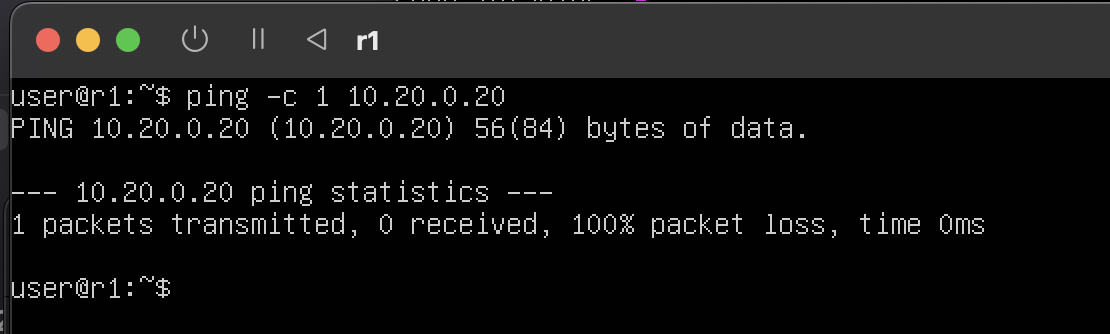 r1
user@r1:~$ ping -c 1 10.20.0.20
PING 10.20.0.20 (10.20.0.20) 56(84) bytes of data.
--- 10.20.0.20 ping statistics ---
1 packets transmitted, 0 received, 100% packet loss, time 0ms
user@r1:~$